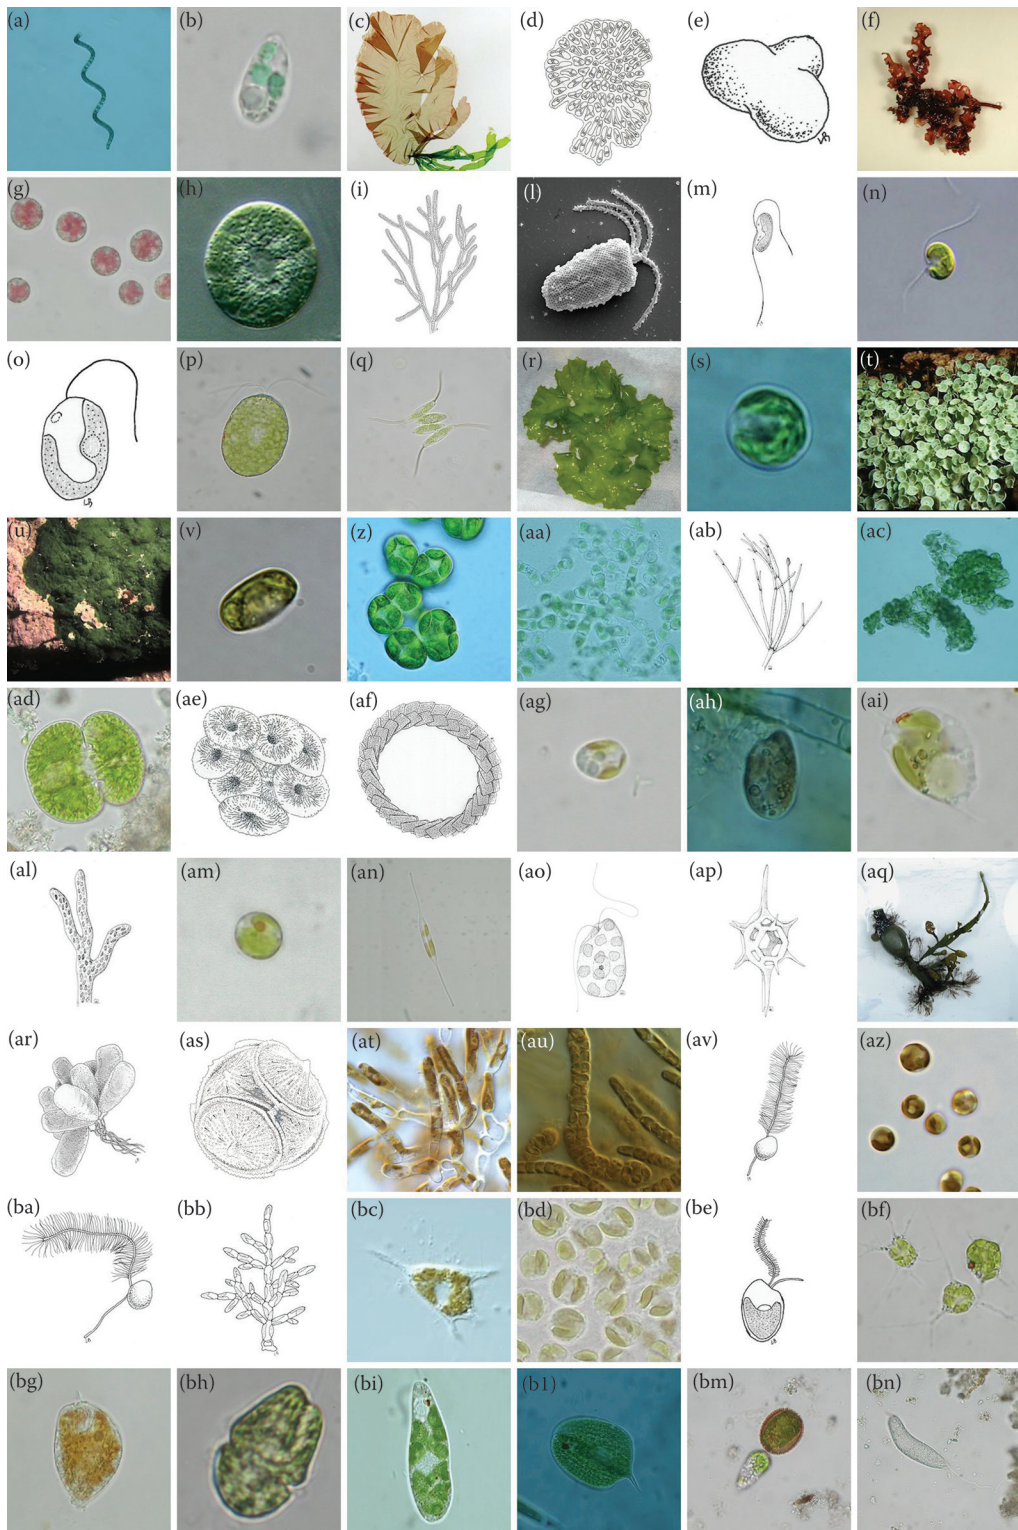 (a) (b) (c) (d) (e) (f)
(g) (h) (i) (l) (m) (n)
(o) (p) (q) (r) (s) (t)
(u) (v) (z) (aa) (ab) (ac)
(ad) (ae) (af) (ag) (ah) (ai)
(al) (am) (an) (ao) (ap) (aq)
(ar) (as) (at) (au) (av) (az)
(ba) (bb) (bc) (bd) (be) (bf)
(bg) (bh) (bi) (b1) (bm) (bn)